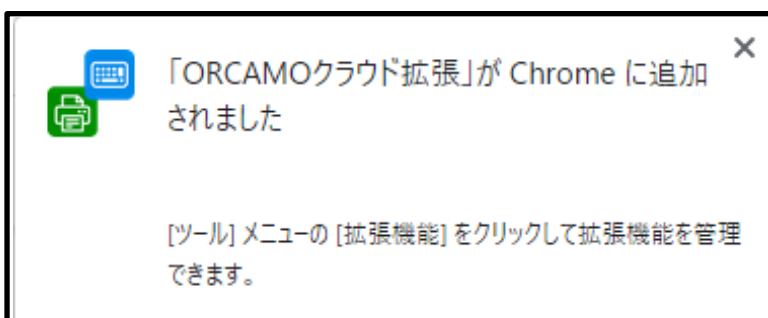 「ORCAMOクラウド拡張」が Chrome に追加
されました
[ツール] メニューの [拡張機能] をクリックして拡張機能を管理
できます。